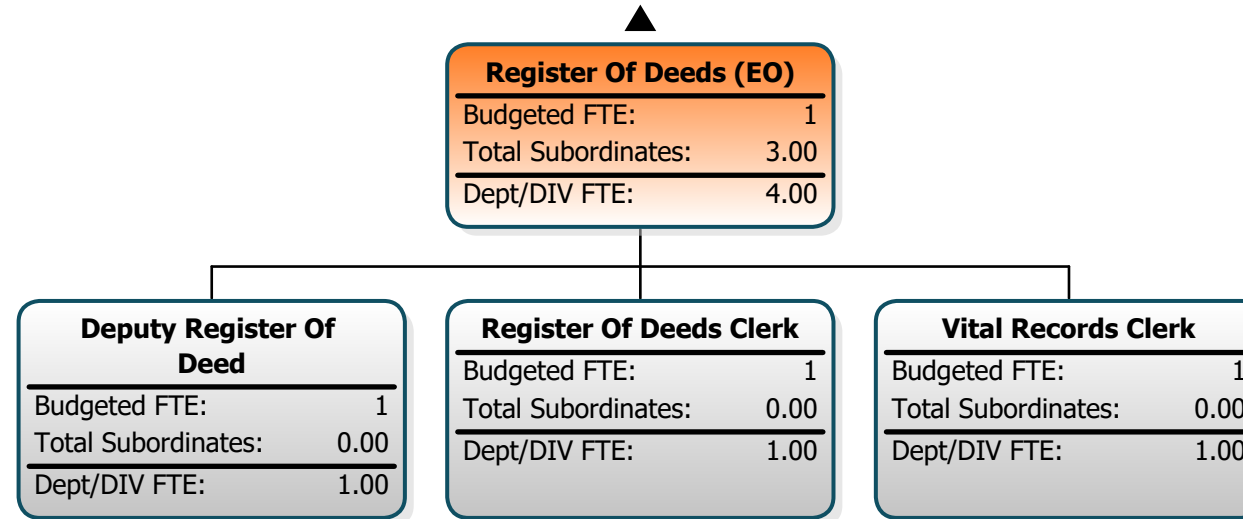 Register Of Deeds (EO)
Budgeted FTE: 1
Total Subordinates: 3.00
Dept/DIV FTE: 4.00
Deputy Register Of
Deed
Budgeted FTE: 1
Total Subordinates: 0.00
Dept/DIV FTE: 1.00
Register Of Deeds Clerk
Budgeted FTE: 1
Total Subordinates: 0.00
Dept/DIV FTE: 1.00
Vital Records Clerk
Budgeted FTE: 1
Total Subordinates: 0.00
Dept/DIV FTE: 1.00